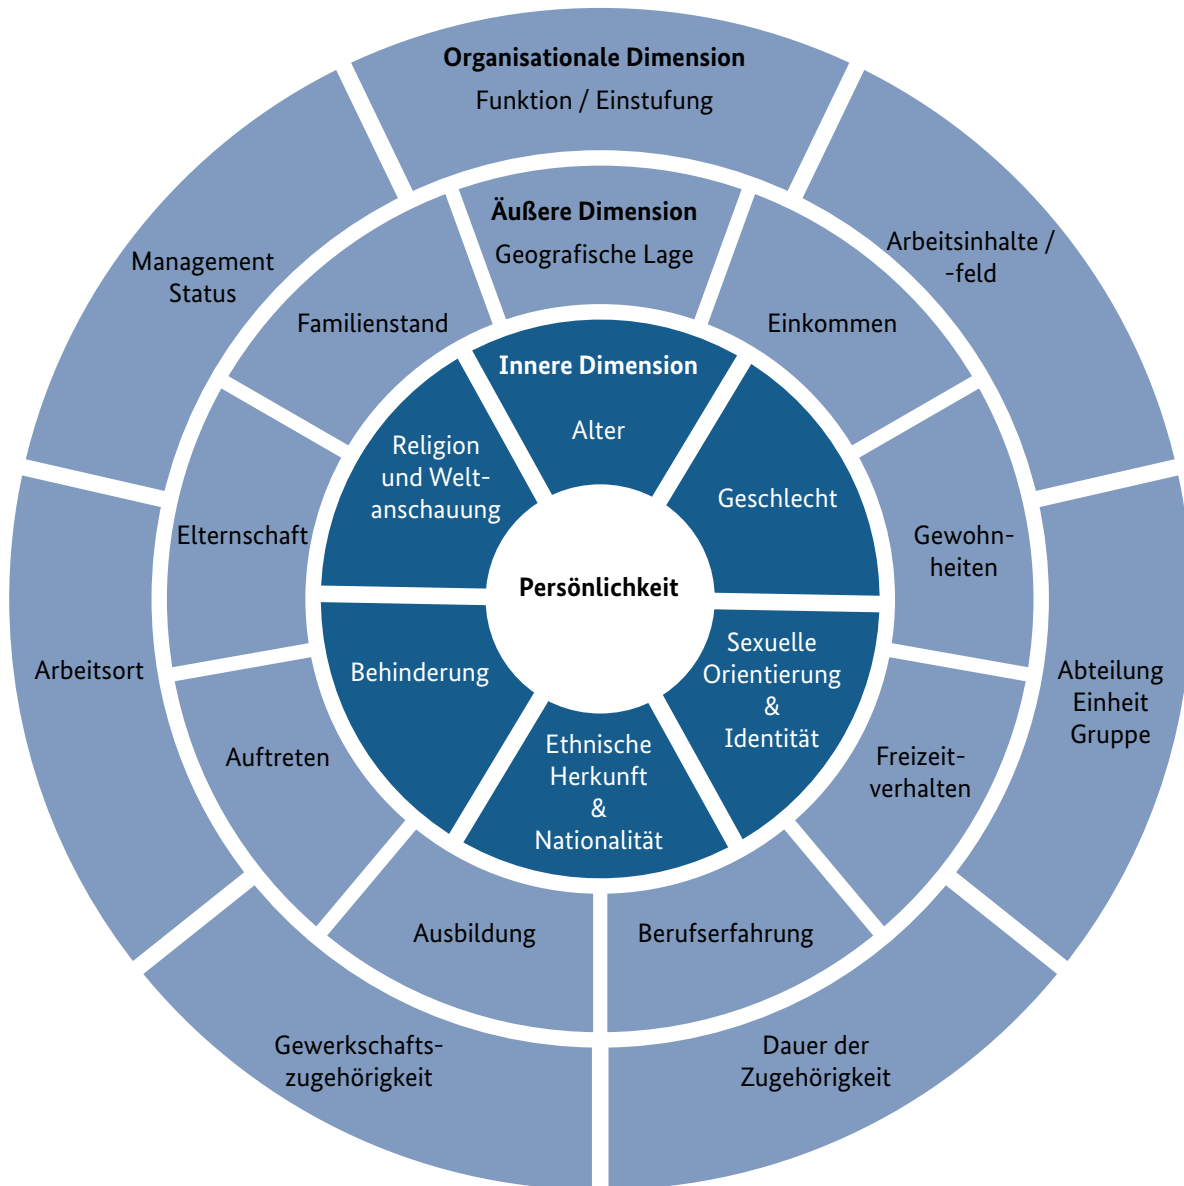 Organisationale Dimension
Funktion / Einstufung
Arbeitsinhalte /
-feld
Abteilung
Einheit
Gruppe
Dauer der
Zugehörigkeit
Gewerkschafts-
zugehörigkeit
Arbeitsort
Management
Status
Äußere Dimension
Geografische Lage
Einkommen
Gewohn-
heiten
Freizeit-
verhalten
Berufserfahrung
Ausbildung
Auftreten
Elternschaft
Familienstand
Innere Dimension
Alter
Geschlecht
Sexuelle
Orientierung
&
Identität
Ethnische
Herkunft
&
Nationalität
Behinderung
Religion
und Welt-
anschauung
Persönlichkeit